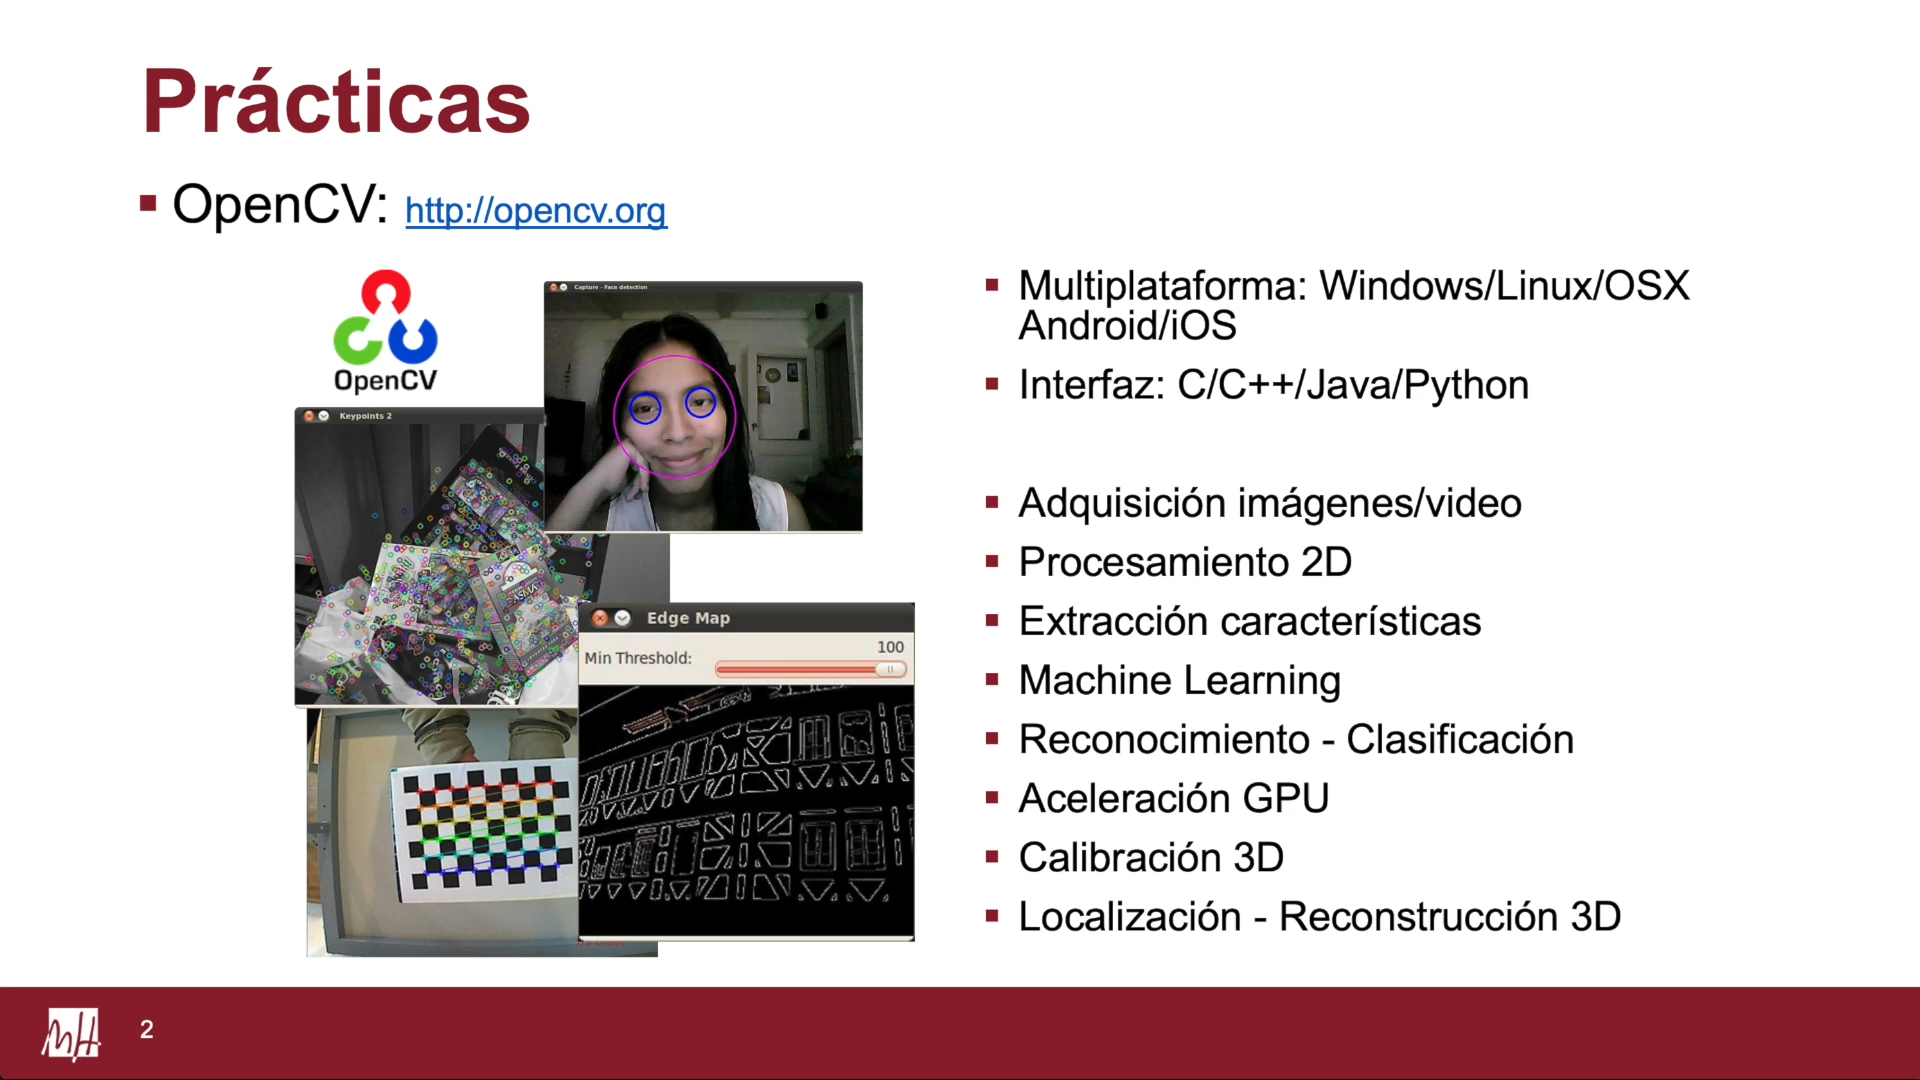 Prácticas
OpenCV: http://opencv.org
OpenCV
Capture - Face detection
Keypoints 2
Edge Map
100
Min Threshold:
Multiplataforma: Windows/Linux/OSX
Android/iOS
Interfaz: C/C++/Java/Python
Adquisición imágenes/video
Procesamiento 2D
Extracción características
Machine Learning
Reconocimiento - Clasificación
Aceleración GPU
Calibración 3D
Localización - Reconstrucción 3D
MH
2